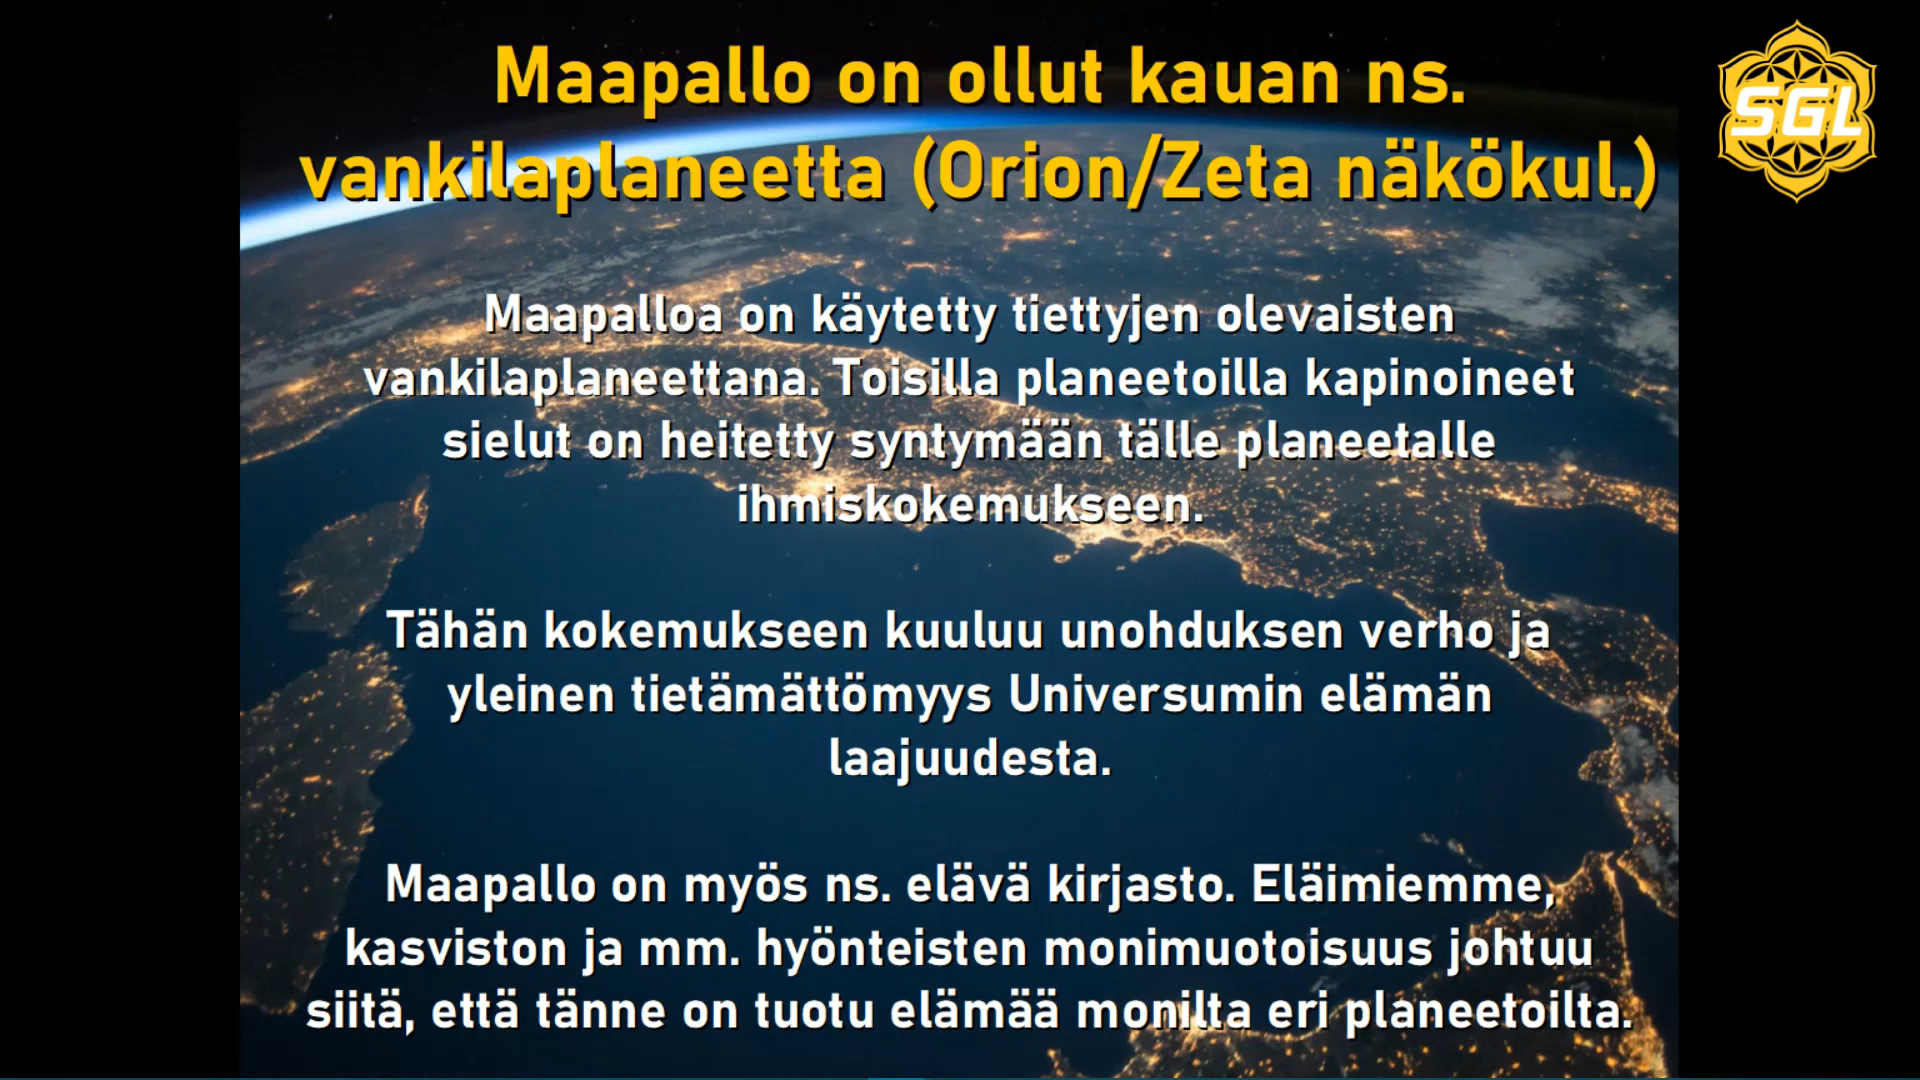 Maapallo on ollut kauan ns.
vankilaplaneetta (Orion/Zeta näkökul.)
SGL
Maapalloa on käytetty tiettyjen olevaisten
vankilaplaneettana. Toisilla planeetoilla kapinoineet
sielut on heitetty syntymään tälle planeetalle
ihmiskokemukseen.
Tähän kokemukseen kuuluu unohduksen verho ja
yleinen tietämättömyys Universumin elämän
laajuudesta.
Maapallo on myös ns. elävä kirjasto. Eläimiemme,
kasviston ja mm. hyönteisten monimuotoisuus johtuu
siitä, että tänne on tuotu elämää monilta eri planeetoilta.